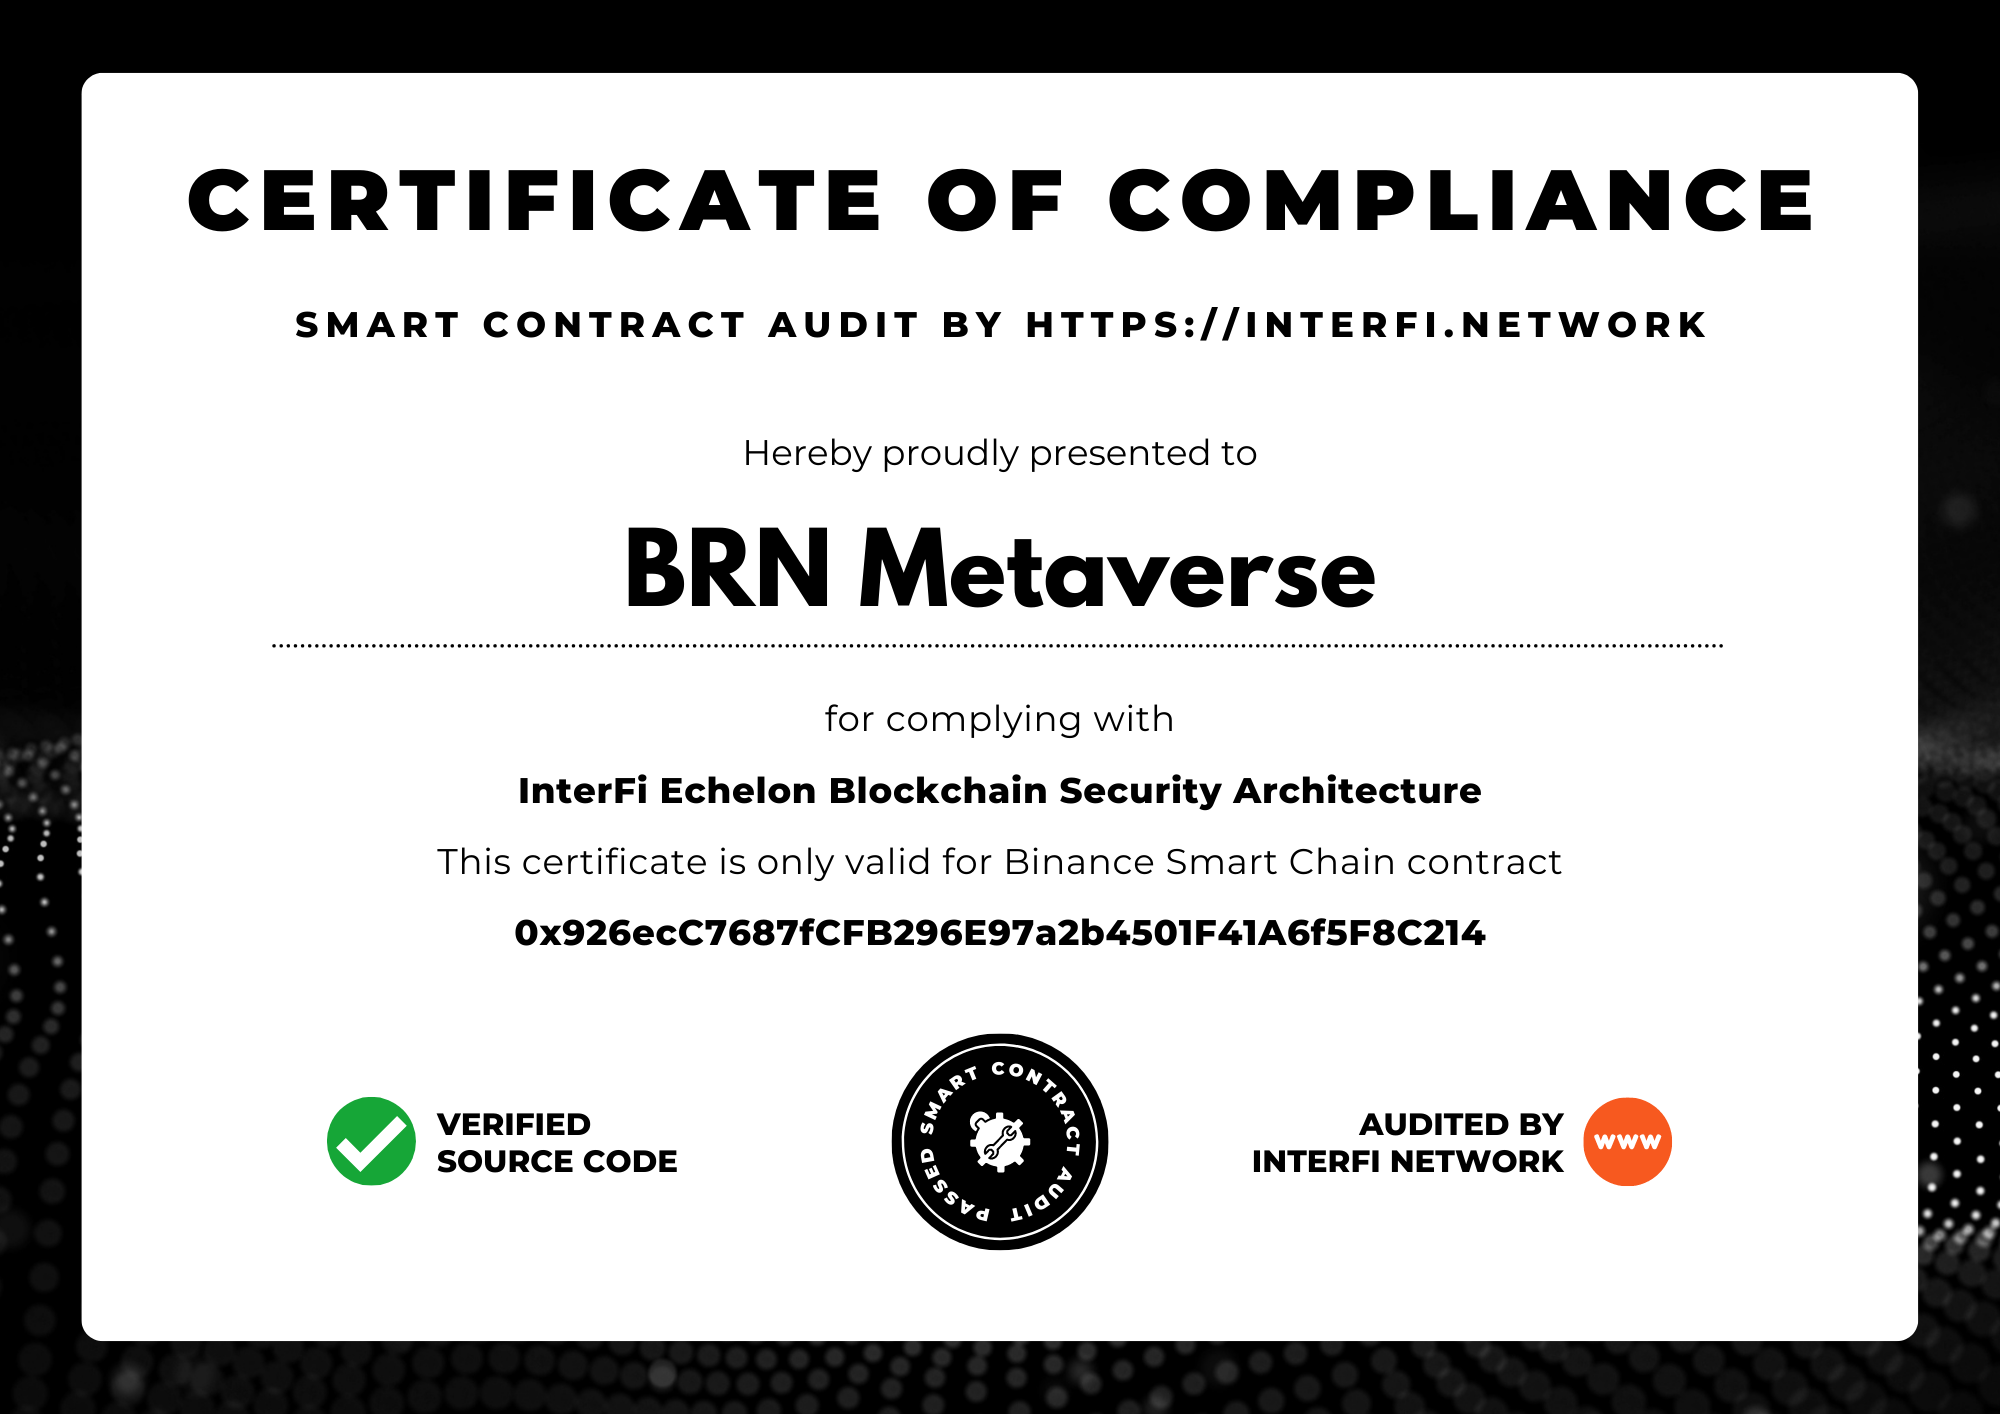 CERTIFICATE OF COMPLIANCE
SMART CONTRACT AUDIT BY HTTPS://INTERFI.NETWORK
Hereby proudly presented to
BRN Metaverse
for complying with
InterFi Echelon Blockchain Security Architecture
This certificate is only valid for Binance Smart Chain contract
0x926ecC7687fCFB296E97a2b4501F41A6f5F8C214
VERIFIED
SOURCE CODE
SMART CONTRACT AUDIT PASSED
AUDITED BY
INTERFI NETWORK
www